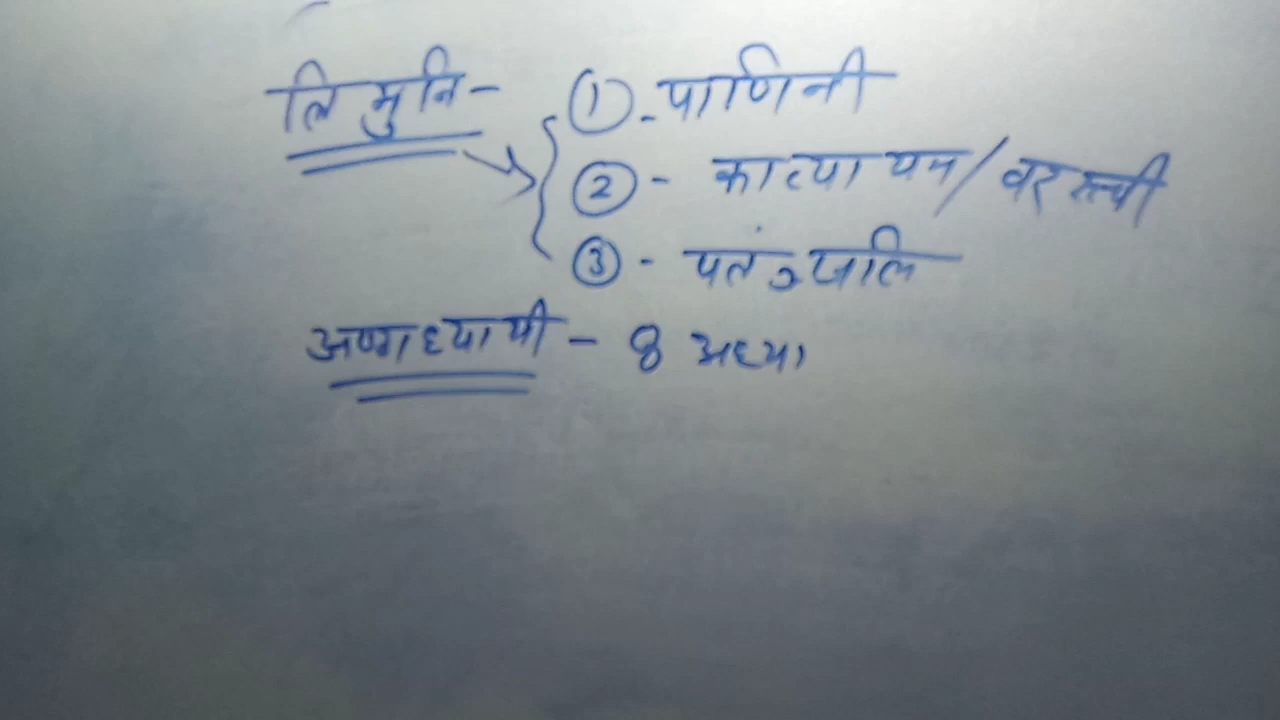 त्रि मुनि - ① - पाणिनी
② - कात्यायन / वररूची
③ - पतंञ्जलि
अष्टाध्यायी - 8 अध्या